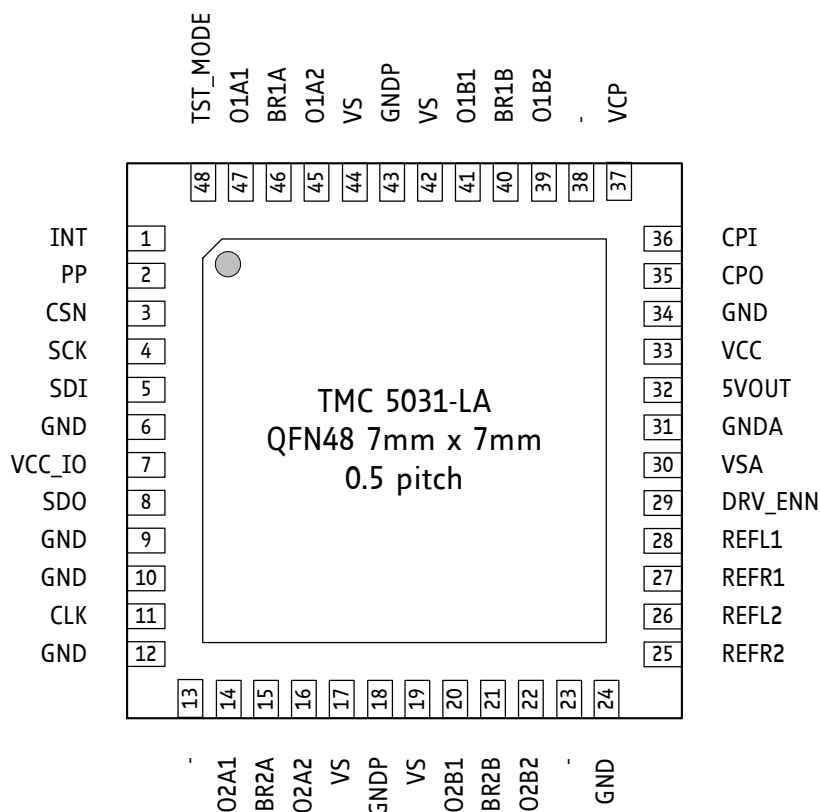 TST_MODE
O1A1
BR1A
O1A2
VS
GNDP
VS
O1B1
BR1B
O1B2
-
VCP
48
47
46
45
44
43
42
41
40
39
38
37
INT 1
PP 2
CSN 3
SCK 4
SDI 5
GND 6
VCC_IO 7
SDO 8
GND 9
GND 10
CLK 11
GND 12
TMC 5031-LA
QFN48 7mm x 7mm
0.5 pitch
36 CPI
35 CPO
34 GND
33 VCC
32 5VOUT
31 GNDA
30 VSA
29 DRV_ENN
28 REFL1
27 REFR1
26 REFL2
25 REFR2
13
14
15
16
17
18
19
20
21
22
23
24
-
O2A1
BR2A
O2A2
VS
GNDP
VS
O2B1
BR2B
O2B2
-
GND